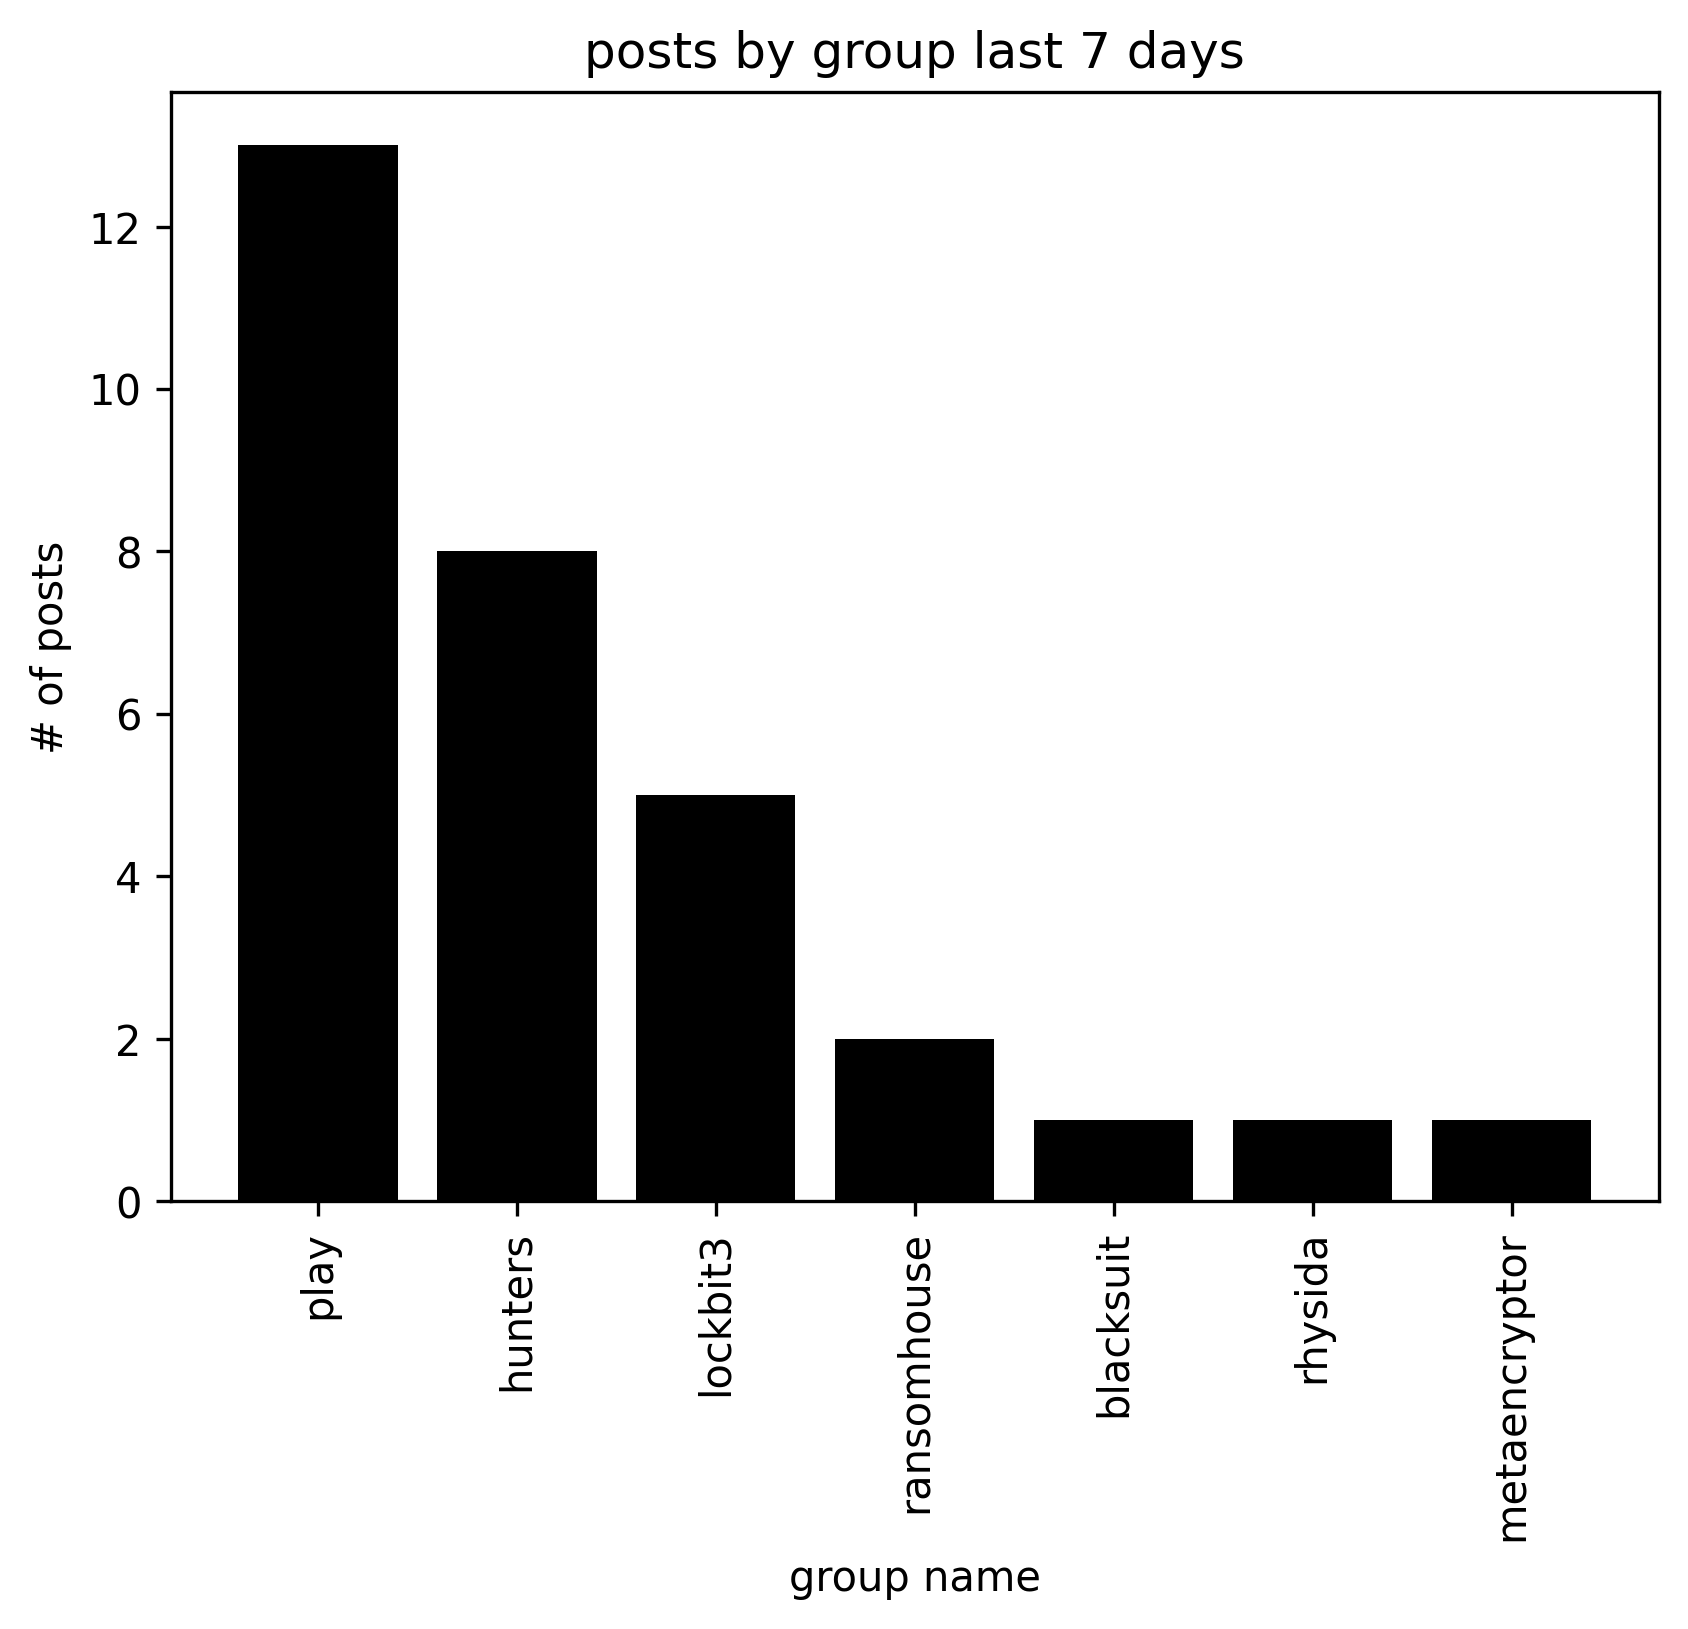 posts by group last 7 days
# of posts
12
10
8
6
4
2
0
play
hunters
lockbit3
ransomhouse
blacksuit
rhysida
metaencryptor
group name